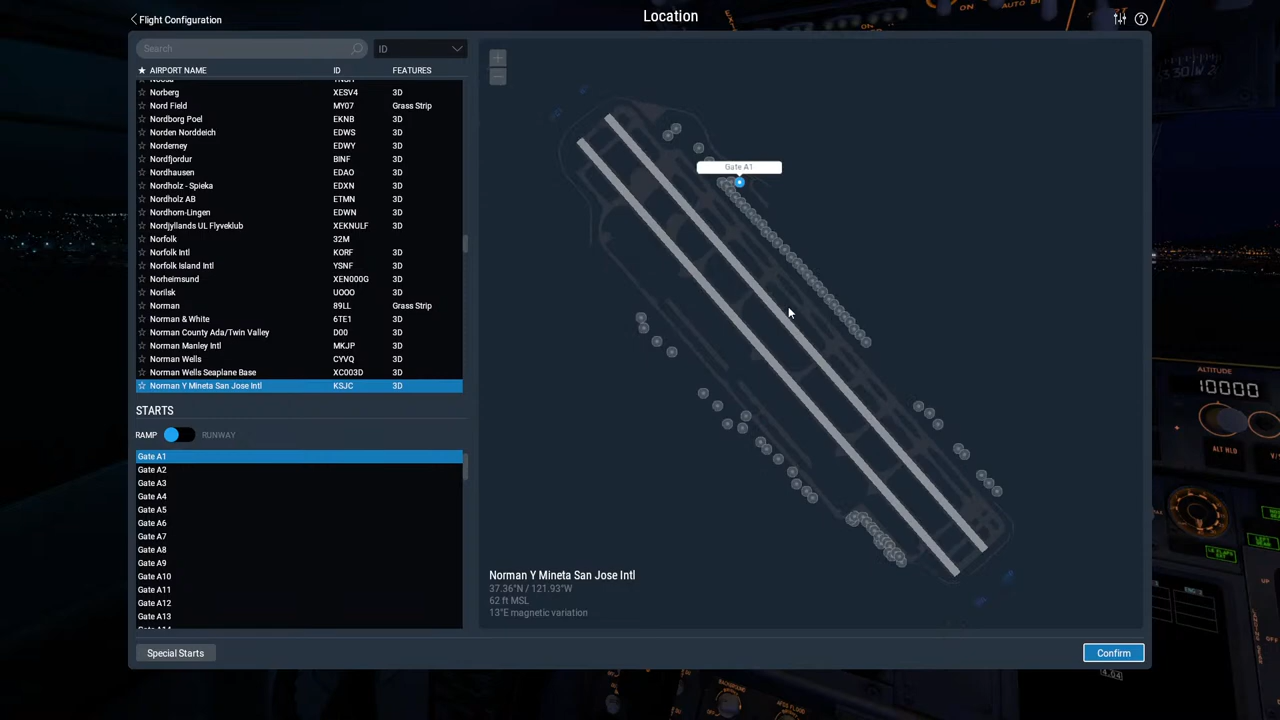 Flight Configuration
Location
Search
ID
AIRPORT NAME ID FEATURES
Norberg XESV4 3D
Nord Field MY07 Grass Strip
Nordborg Poel EKNB 3D
Norden Norddeich EDWS 3D
Norderney EDWY 3D
Nordfjordur BINF 3D
Nordhausen EDAO 3D
Nordholz - Spieka EDXN 3D
Nordholz AB ETMN 3D
Nordhorn-Lingen EDWN 3D
Nordjyllands UL Flyveklub XEKNULF 3D
Norfolk 32M
Norfolk Intl KORF 3D
Norfolk Island Intl YSNF 3D
Norheimsund XEN000G 3D
Norilsk UOOO 3D
Norman 89LL Grass Strip
Norman & White 6TE1 3D
Norman County Ada/Twin Valley D00 3D
Norman Manley Intl MKJP 3D
Norman Wells CYVQ 3D
Norman Wells Seaplane Base XC003D 3D
Norman Y Mineta San Jose Intl KSJC 3D
STARTS
RAMP RUNWAY
Gate A1
Gate A2
Gate A3
Gate A4
Gate A5
Gate A6
Gate A7
Gate A8
Gate A9
Gate A10
Gate A11
Gate A12
Gate A13
Special Starts
Gate A1
Norman Y Mineta San Jose Intl
37.36°N / 121.93°W
62 ft MSL
13°E magnetic variation
Confirm
ALTITUDE
10000
ALT HLD